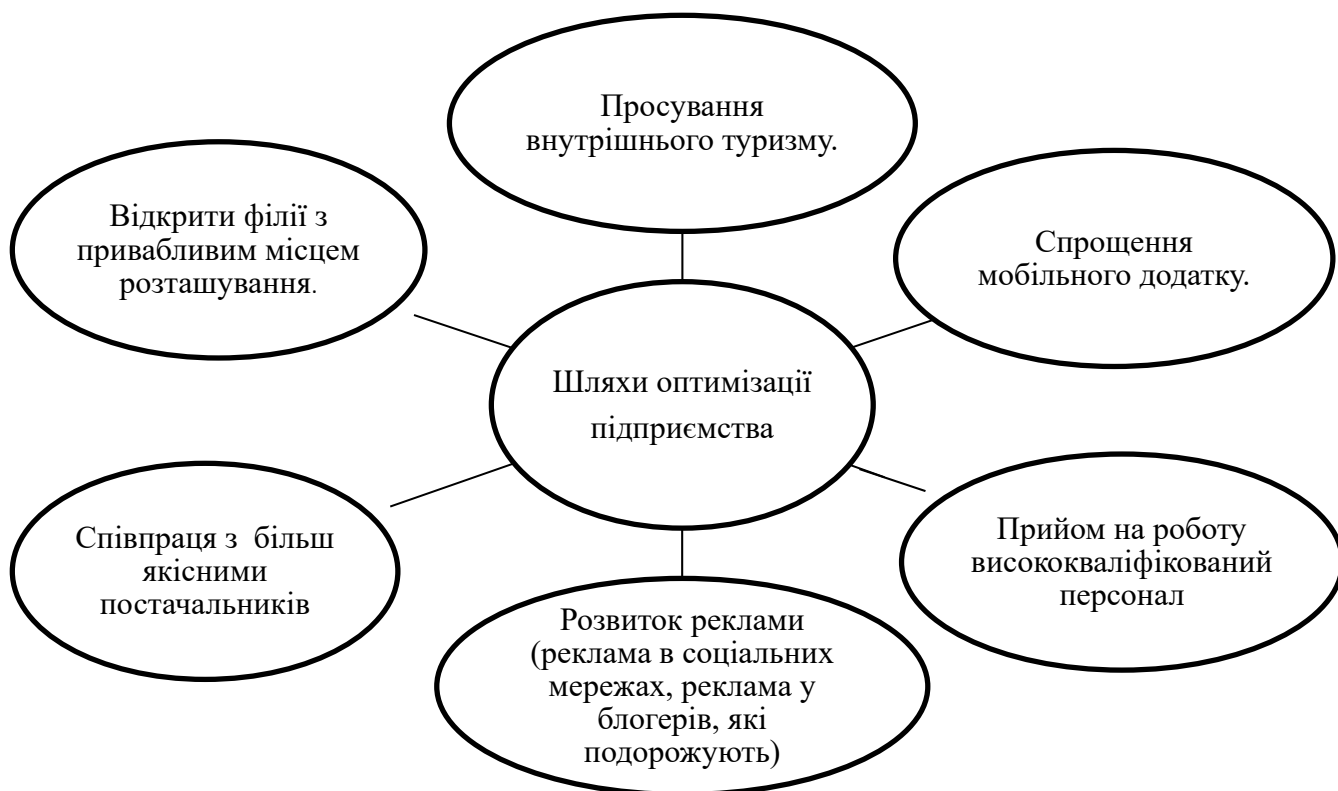 Просування
внутрішнього туризму.
Відкрити філії з
привабливим місцем
розташування.
Спрощення
мобільного додатку.
Шляхи оптимізації
підприємства
Співпраця з  більш
якісними
постачальників
Прийом на роботу
висококваліфікований
персонал
Розвиток реклами
(реклама в соціальних
мережах, реклама у
блогерів, які
подорожують)